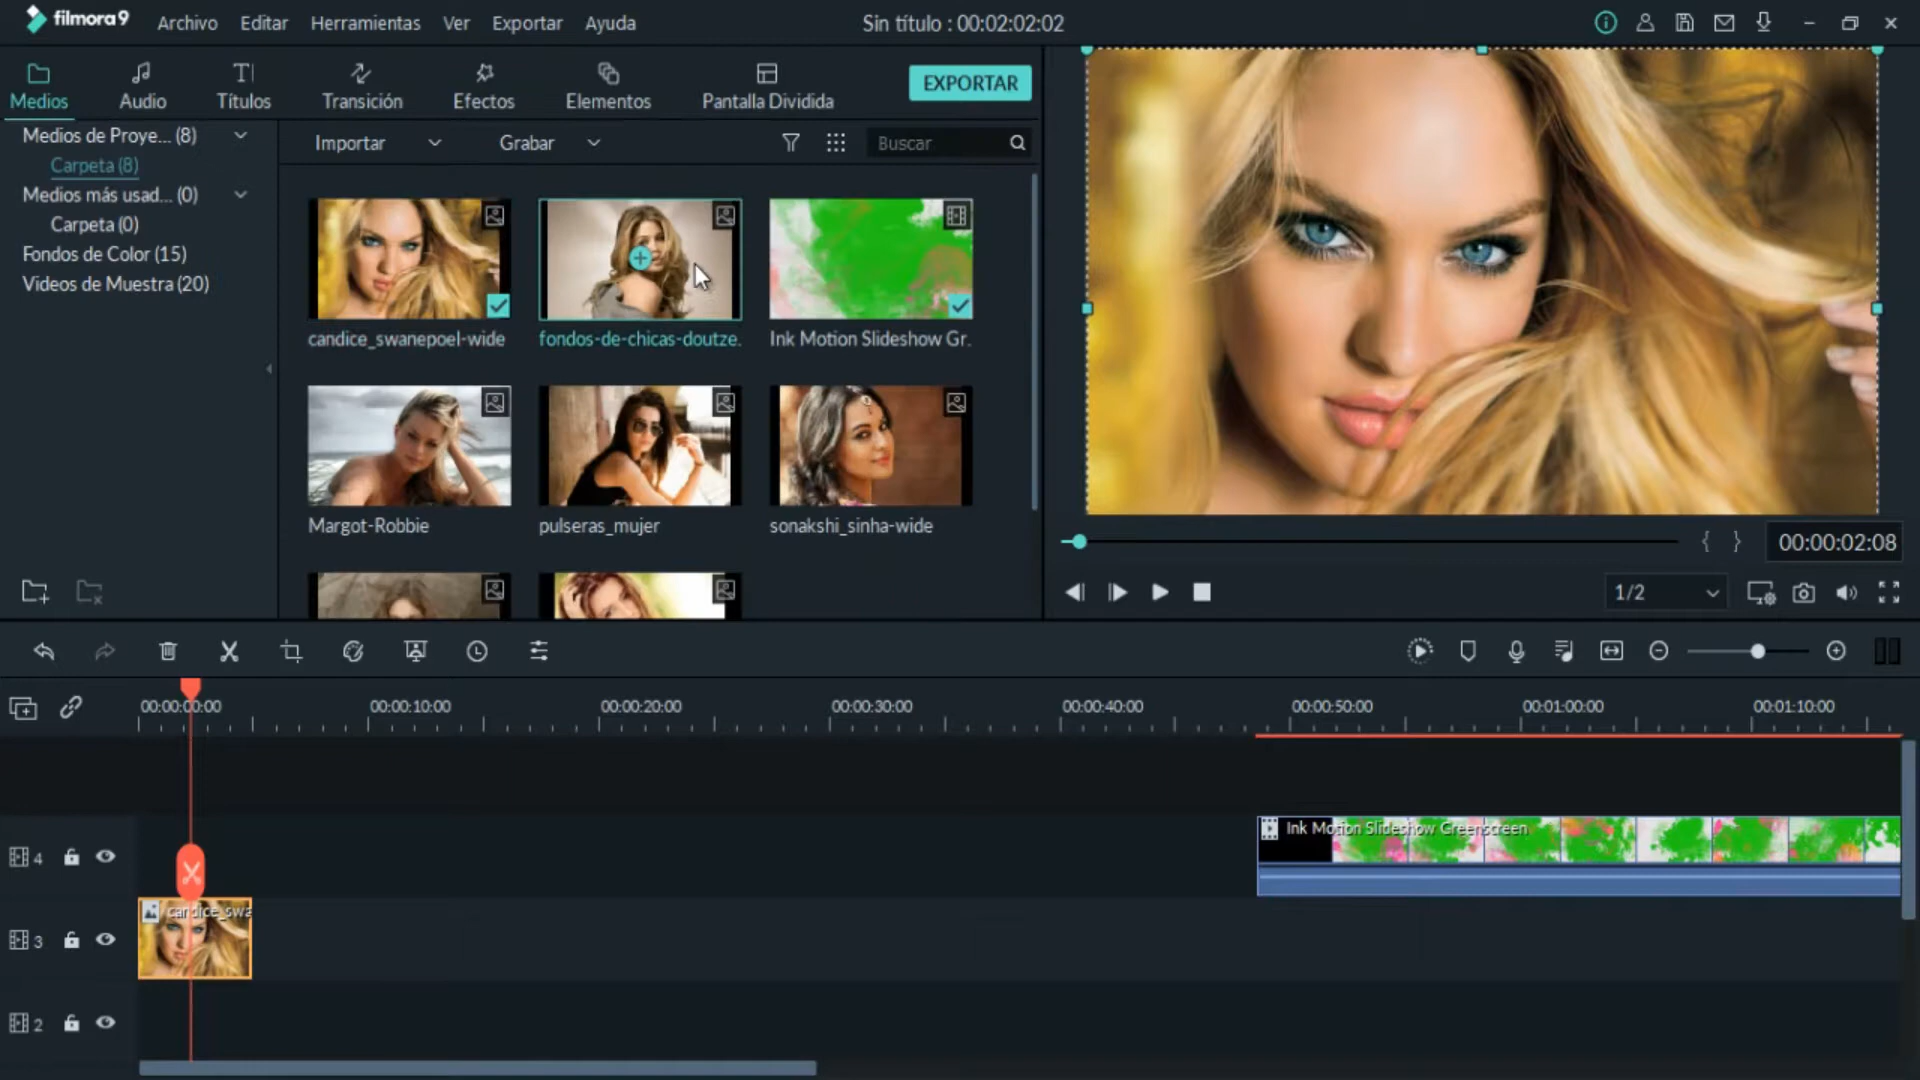 filmora9 Archivo Editar Herramientas Ver Exportar Ayuda Sin título : 00:02:02:02
Medios Audio Títulos Transición Efectos Elementos Pantalla Dividida EXPORTAR
Medios de Proye... (8)
Carpeta (8)
Medios más usad... (0)
Carpeta (0)
Fondos de Color (15)
Videos de Muestra (20)
Importar Grabar Buscar
candice_swanepoel-wide fondos-de-chicas-doutze. Ink Motion Slideshow Gr.
Margot-Robbie pulseras_mujer sonakshi_sinha-wide
{ } 00:00:02:08
1/2
00:00:00:00 00:00:10:00 00:00:20:00 00:00:30:00 00:00:40:00 00:00:50:00 00:01:00:00 00:01:10:00
4 Ink Motion Slideshow Greenscreen
3 candice_swa
2